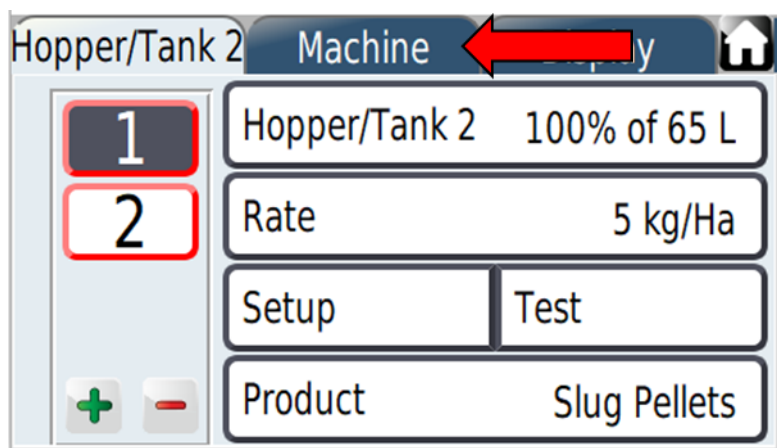 Hopper/Tank 2 Machine
1
2
Hopper/Tank 2 100% of 65 L
Rate 5 kg/Ha
Setup Test
Product Slug Pellets